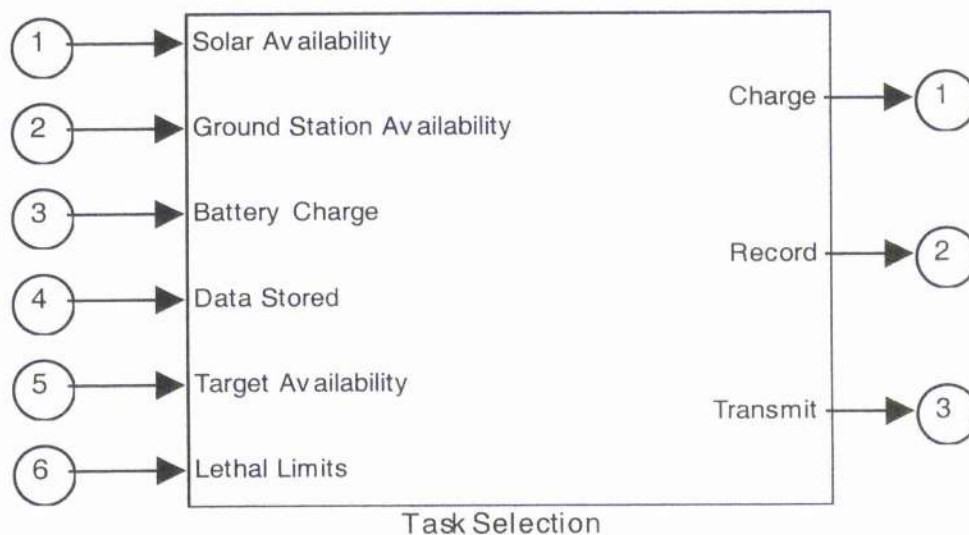 1 Solar Availability
Charge 1
2 Ground Station Availability
3 Battery Charge
Record 2
4 Data Stored
5 Target Availability
Transmit 3
6 Lethal Limits
Task Selection